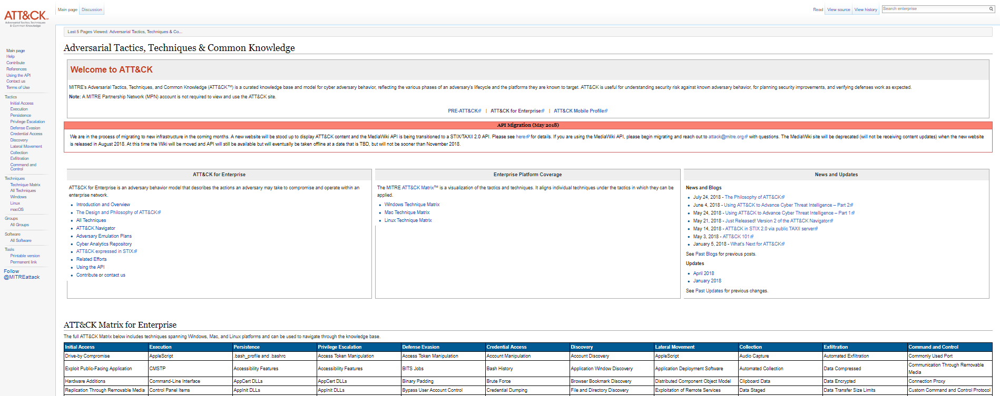 ATT&CK™
Adversarial Tactics, Techniques
& Common Knowledge
Main page
Discussion
Read
View source
View history
Search enterprise
Main page
Help
Contribute
References
Using the API
Contact us
Terms of Use
Tactics
Initial Access
Execution
Persistence
Privilege Escalation
Defense Evasion
Credential Access
Discovery
Lateral Movement
Collection
Exfiltration
Command and
Control
Techniques
Technique Matrix
All Techniques
Windows
Linux
macOS
Groups
All Groups
Software
All Software
Tools
Printable version
Permanent link
Follow
@MITREattack
Last 5 Pages Viewed: Adversarial Tactics, Techniques & Co...
Adversarial Tactics, Techniques & Common Knowledge
Welcome to ATT&CK
MITRE's Adversarial Tactics, Techniques, and Common Knowledge (ATT&CK™) is a curated knowledge base and model for cyber adversary behavior, reflecting the various phases of an adversary's lifecycle and the platforms they are known to target. ATT&CK is useful for understanding security risk against known adversary behavior, for planning security improvements, and verifying defenses work as expected.
Note: A MITRE Partnership Network (MPN) account is not required to view and use the ATT&CK site.
PRE-ATT&CK | ATT&CK for Enterprise | ATT&CK Mobile Profile
API Migration (May 2018)
We are in the process of migrating to new infrastructure in the coming months. A new website will be stood up to display ATT&CK content and the MediaWiki API is being transitioned to a STIX/TAXII 2.0 API. Please see here for details. If you are using the MediaWiki API, please begin migrating and reach out to attack@mitre.org with questions. The MediaWiki site will be deprecated (will not be receiving content updates) when the new website
is released in August 2018. At this time the Wiki will be moved and API will still be available but will eventually be taken offline at a date that is TBD, but will not be sooner than November 2018.
ATT&CK for Enterprise
ATT&CK for Enterprise is an adversary behavior model that describes the actions an adversary may take to compromise and operate within an
enterprise network.
Introduction and Overview
The Design and Philosophy of ATT&CK
All Techniques
ATT&CK Navigator
Adversary Emulation Plans
Cyber Analytics Repository
ATT&CK expressed in STIX
Related Efforts
Using the API
Contribute or contact us
Enterprise Platform Coverage
The MITRE ATT&CK Matrix™ is a visualization of the tactics and techniques. It aligns individual techniques under the tactics in which they can be
applied.
Windows Technique Matrix
Mac Technique Matrix
Linux Technique Matrix
News and Updates
News and Blogs
July 24, 2018 - The Philosophy of ATT&CK
June 4, 2018 - Using ATT&CK to Advance Cyber Threat Intelligence – Part 2
May 24, 2018 - Using ATT&CK to Advance Cyber Threat Intelligence – Part 1
May 21, 2018 - Just Released! Version 2 of the ATT&CK Navigator
May 14, 2018 - ATT&CK in STIX 2.0 via public TAXII server
May 3, 2018 - ATT&CK 101
January 5, 2018 - What's Next for ATT&CK
See Past Blogs for previous posts.
Updates
April 2018
January 2018
See Past Updates for previous changes.
ATT&CK Matrix for Enterprise
The full ATT&CK Matrix below includes techniques spanning Windows, Mac, and Linux platforms and can be used to navigate through the knowledge base.
Initial Access Execution Persistence Privilege Escalation Defense Evasion Credential Access Discovery Lateral Movement Collection Exfiltration Command and Control
Drive-by Compromise AppleScript .bash_profile and .bashrc Access Token Manipulation Access Token Manipulation Account Manipulation Account Discovery AppleScript Audio Capture Automated Exfiltration Commonly Used Port
Exploit Public-Facing Application CMSTP Accessibility Features Accessibility Features BITS Jobs Bash History Application Window Discovery Application Deployment Software Automated Collection Data Compressed Communication Through Removable
Media
Hardware Additions Command-Line Interface AppCert DLLs AppCert DLLs Binary Padding Brute Force Browser Bookmark Discovery Distributed Component Object Model Clipboard Data Data Encrypted Connection Proxy
Replication Through Removable Media Control Panel Items AppInit DLLs AppInit DLLs Bypass User Account Control Credential Dumping File and Directory Discovery Exploitation of Remote Services Data Staged Data Transfer Size Limits Custom Command and Control Protocol